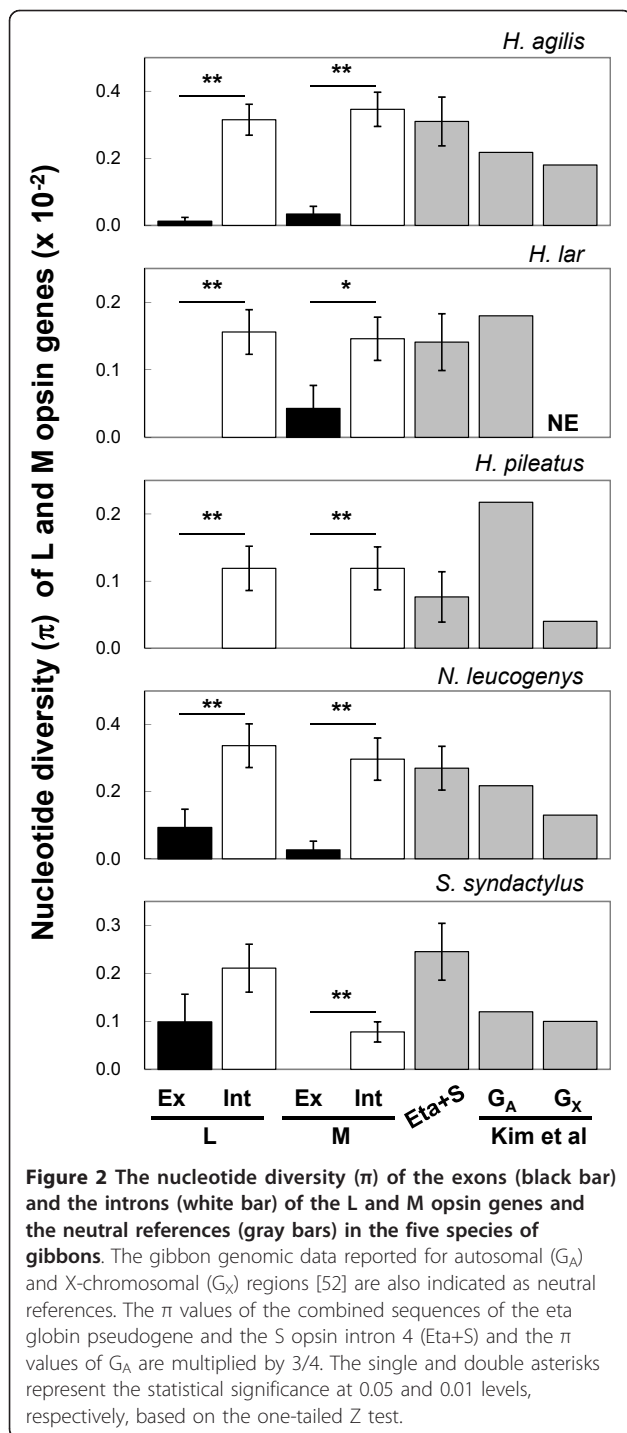 Nucleotide diversity (π) of L and M opsin genes (x 10⁻²)
H. agilis
** **
0.4
0.2
0.0
H. lar
** *
0.2
0.0
NE
H. pileatus
** **
0.2
0.1
0.0
N. leucogenys
** **
0.4
0.2
0.0
S. syndactylus
**
0.3
0.2
0.1
0.0
Ex Int Ex Int Eta+S G_A G_X
L M Kim et al
Figure 2 The nucleotide diversity (π) of the exons (black bar)
and the introns (white bar) of the L and M opsin genes and
the neutral references (gray bars) in the five species of
gibbons. The gibbon genomic data reported for autosomal (G_A)
and X-chromosomal (G_X) regions [52] are also indicated as neutral
references. The π values of the combined sequences of the eta
globin pseudogene and the S opsin intron 4 (Eta+S) and the π
values of G_A are multiplied by 3/4. The single and double asterisks
represent the statistical significance at 0.05 and 0.01 levels,
respectively, based on the one-tailed Z test.